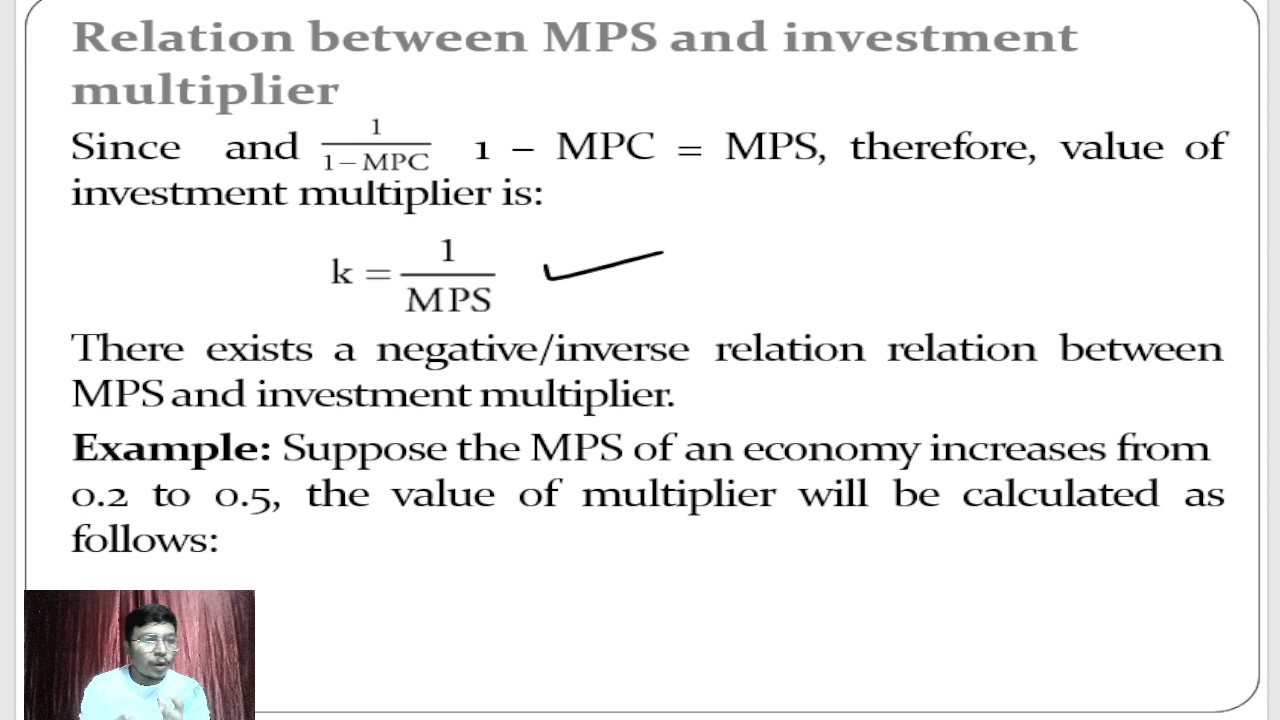 Relation between MPS and investment
multiplier
Since and 1/(1 – MPC) 1 – MPC = MPS, therefore, value of
investment multiplier is:
k = 1/MPS
There exists a negative/inverse relation relation between
MPS and investment multiplier.
Example: Suppose the MPS of an economy increases from
0.2 to 0.5, the value of multiplier will be calculated as
follows: